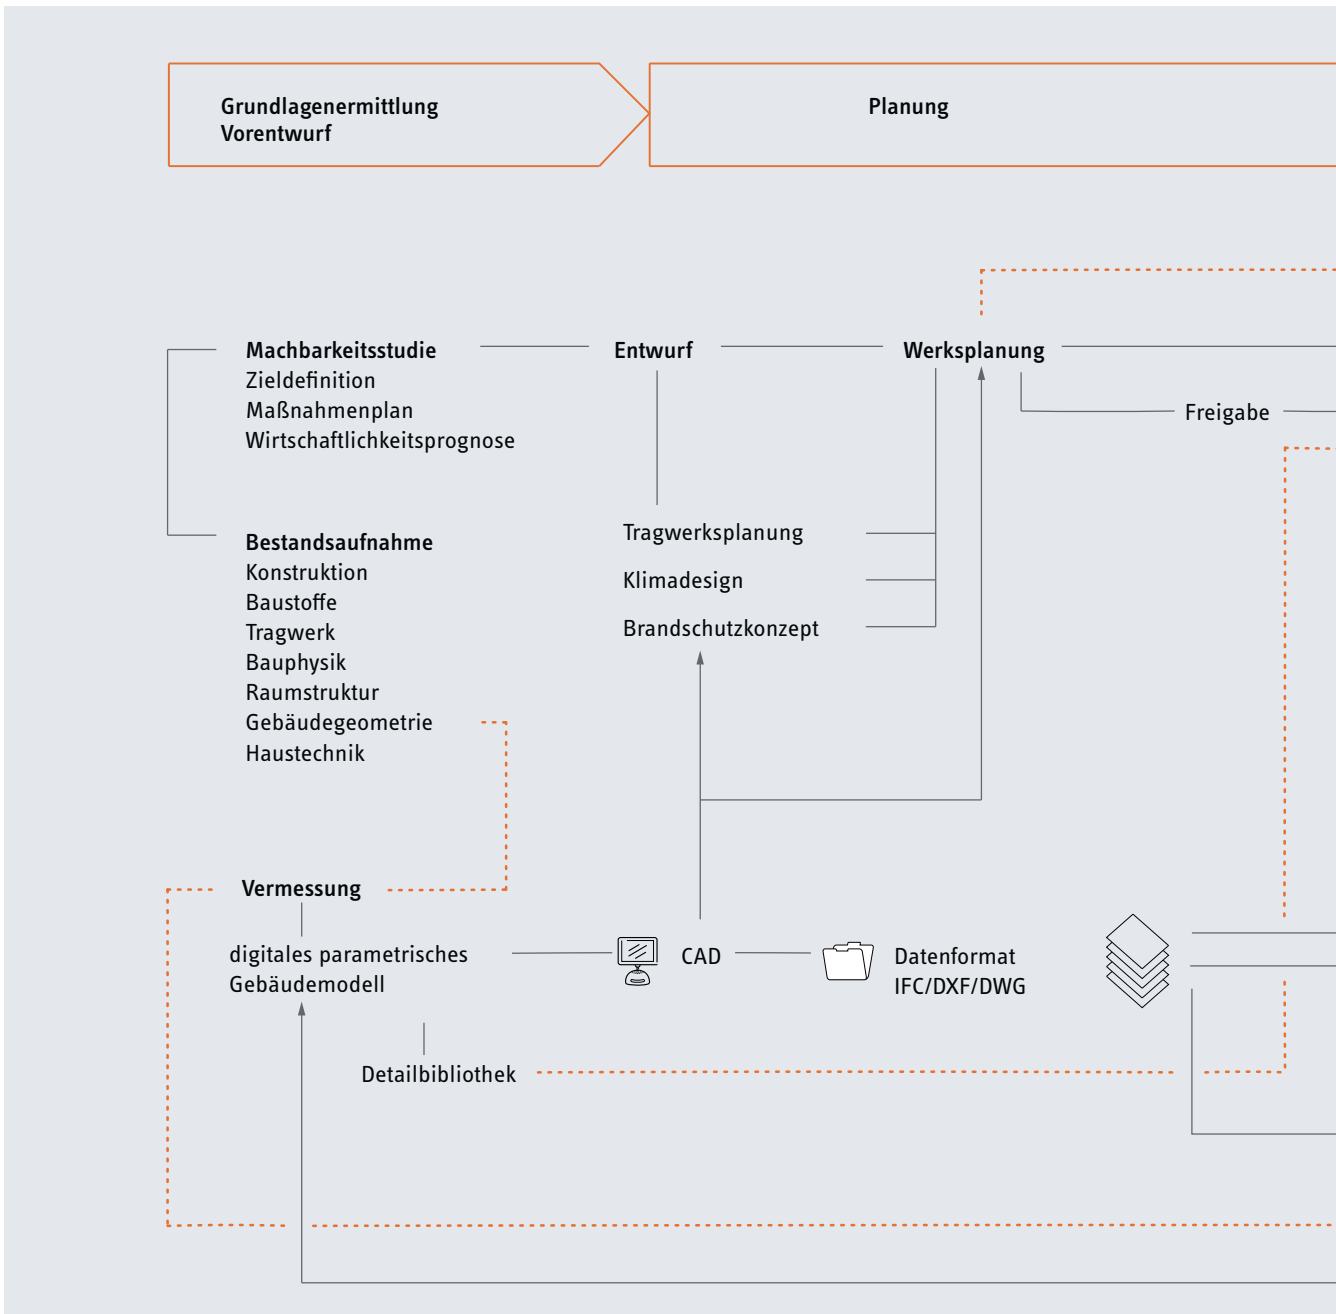 Grundlagenermittlung
Vorentwurf
Planung
Machbarkeitsstudie
Zieldefinition
Maßnahmenplan
Wirtschaftlichkeitsprognose
Entwurf
Werksplanung
Freigabe
Bestandsaufnahme
Konstruktion
Baustoffe
Tragwerk
Bauphysik
Raumstruktur
Gebäudegeometrie
Haustechnik
Tragwerksplanung
Klimadesign
Brandschutzkonzept
Vermessung
digitales parametrisches
Gebäudemodell
CAD
Datenformat
IFC/DXF/DWG
Detailbibliothek